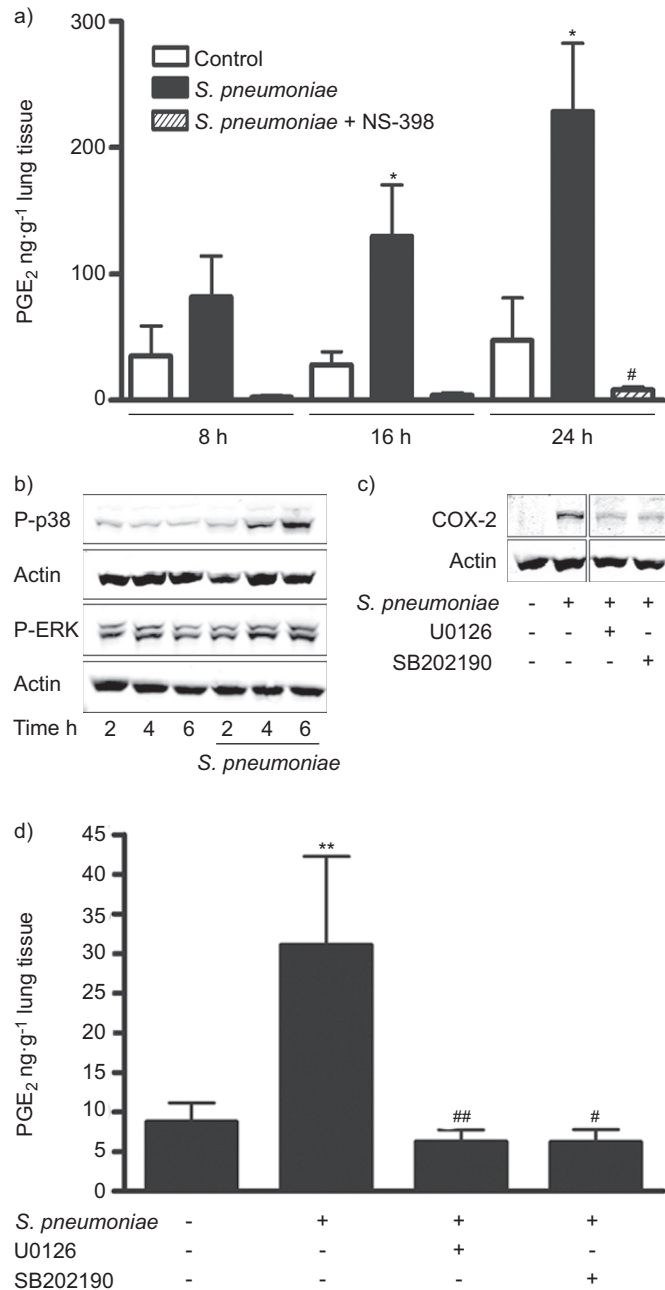 a)
300
200
100
0
PGE₂ ng·g⁻¹ lung tissue
Control
S. pneumoniae
S. pneumoniae + NS-398
*
*
#
8 h 16 h 24 h
b)
P-p38
Actin
P-ERK
Actin
Time h 2 4 6 2 4 6
S. pneumoniae
c)
COX-2
Actin
S. pneumoniae - + + +
U0126 - - + -
SB202190 - - - +
d)
45
40
35
30
25
20
15
10
5
0
PGE₂ ng·g⁻¹ lung tissue
**
##
#
S. pneumoniae - + + +
U0126 - - + -
SB202190 - - - +